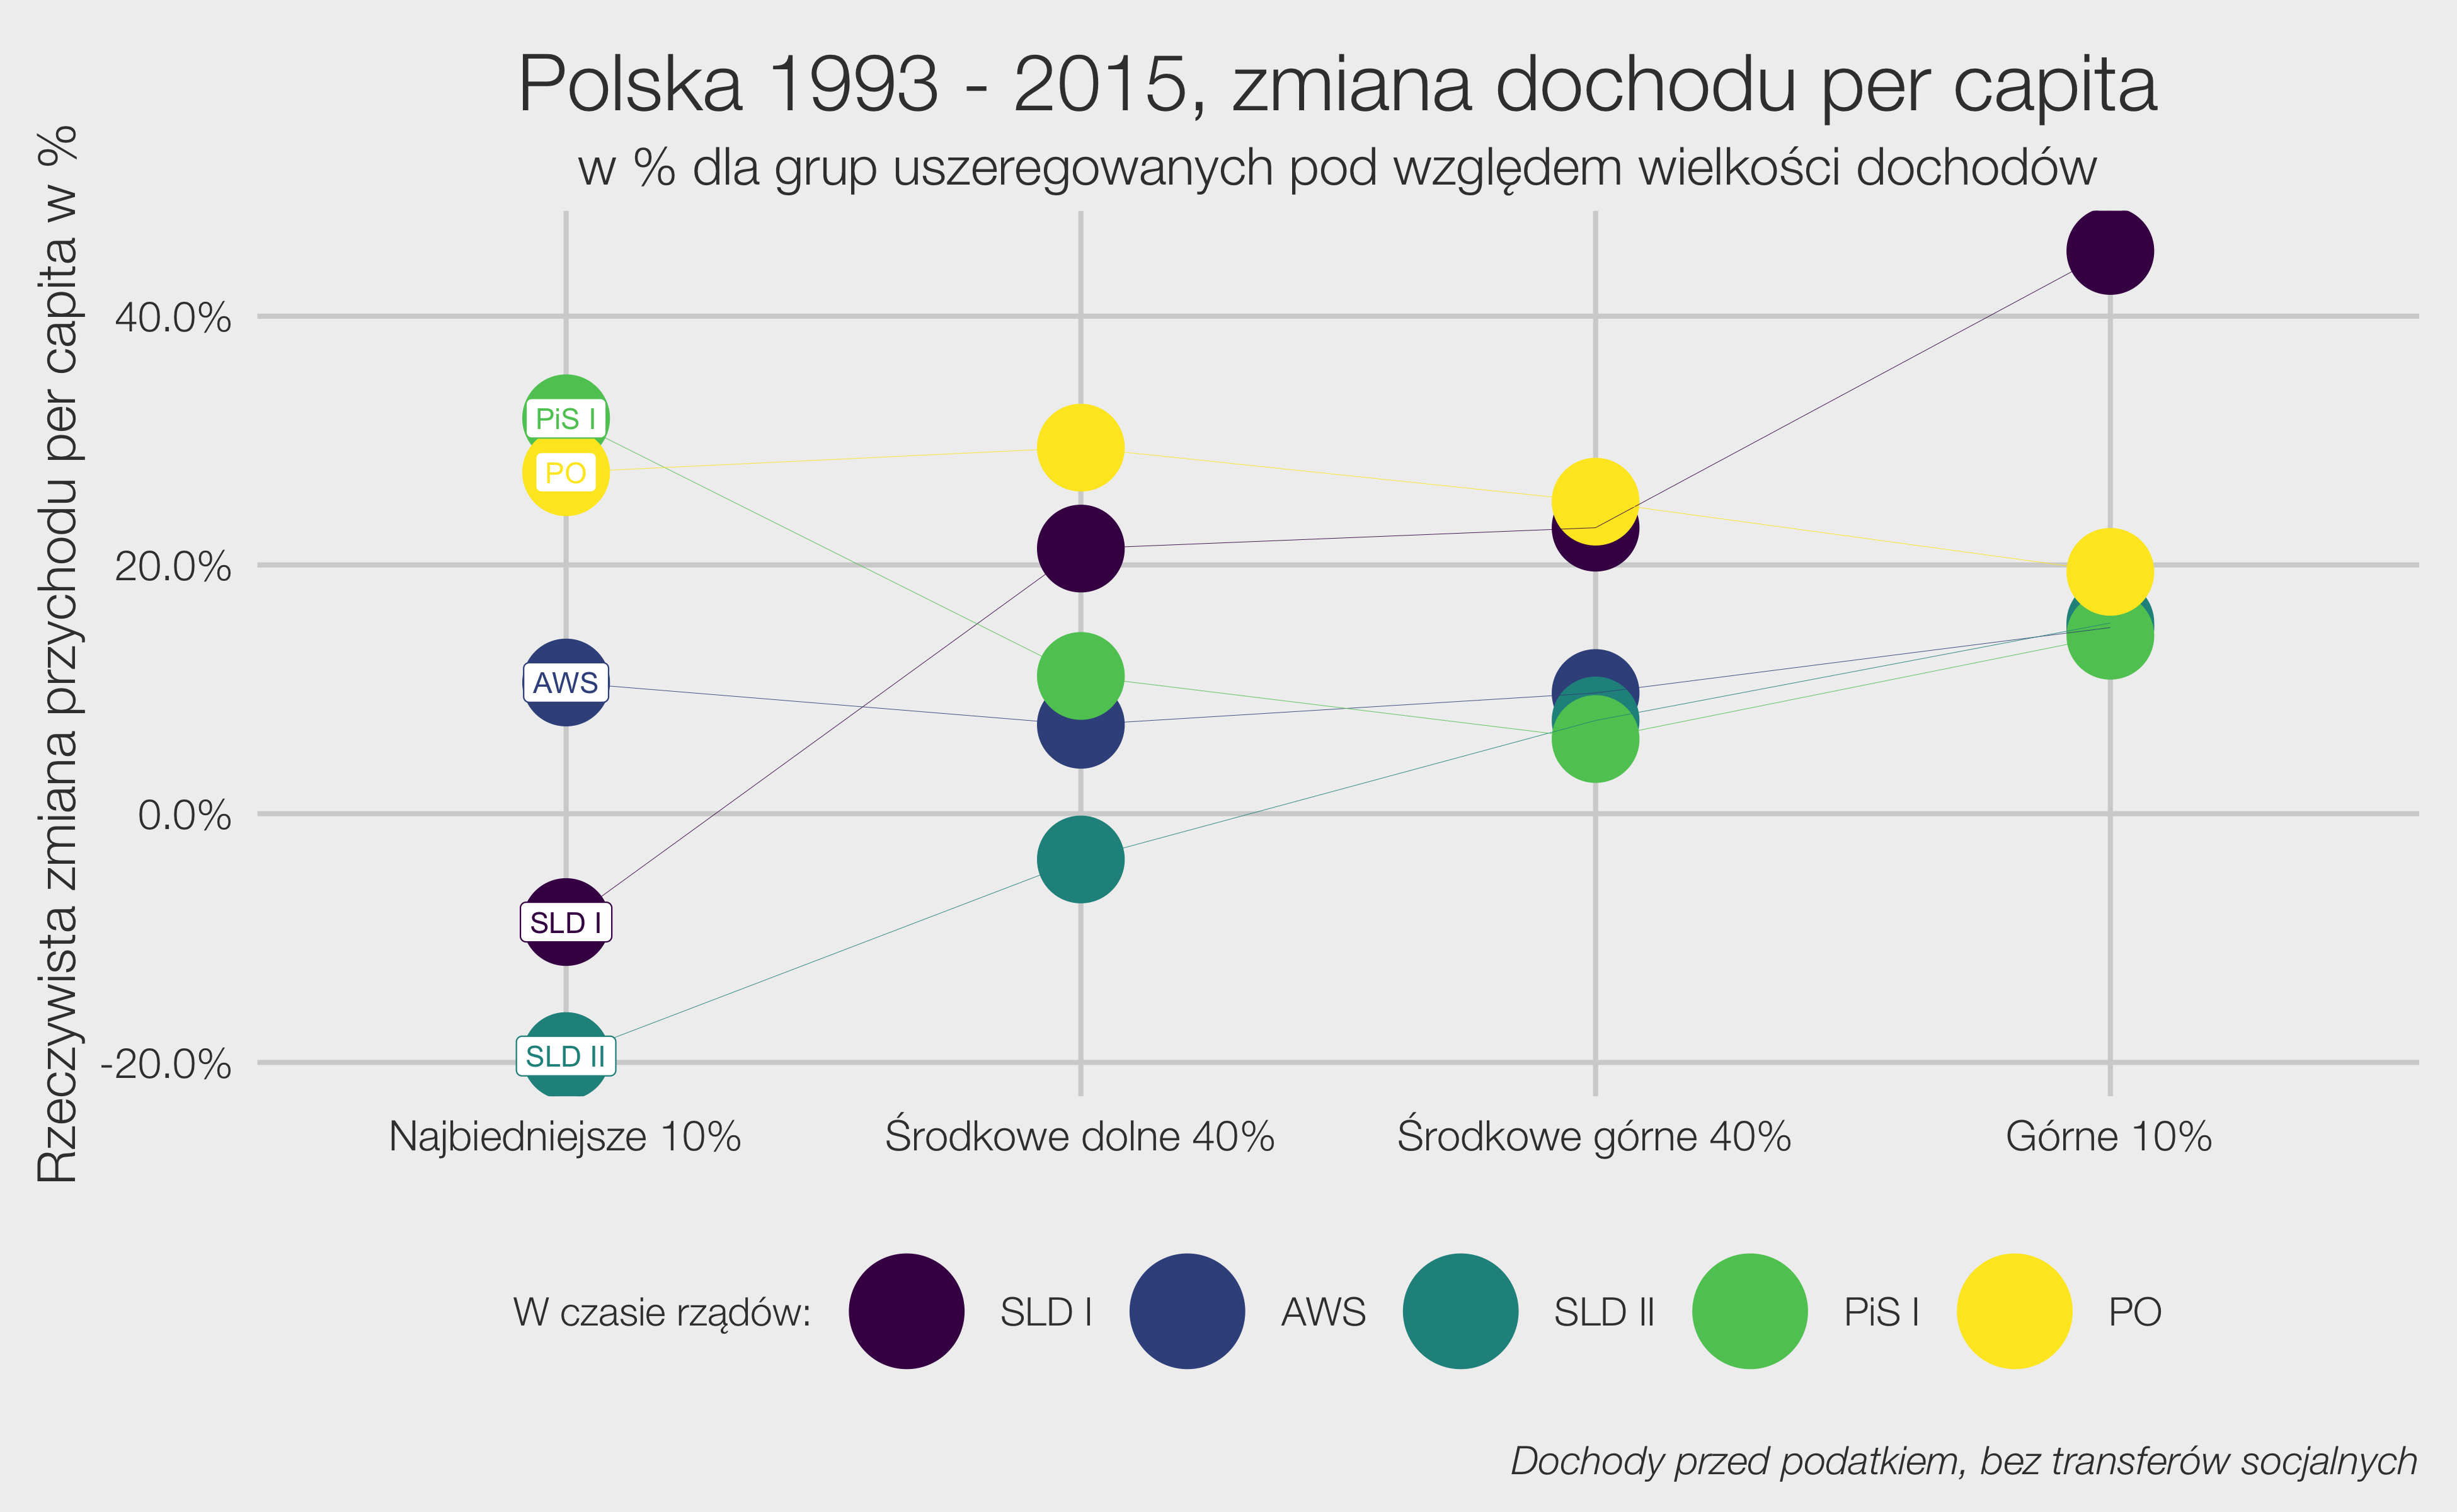 Polska 1993 - 2015, zmiana dochodu per capita
w % dla grup uszeregowanych pod względem wielkości dochodów
Rzeczywista zmiana przychodu per capita w %
40.0%
20.0%
0.0%
-20.0%
PiS I
PO
AWS
SLD I
SLD II
Najbiedniejsze 10%
Środkowe dolne 40%
Środkowe górne 40%
Górne 10%
W czasie rządów:
SLD I
AWS
SLD II
PiS I
PO
Dochody przed podatkiem, bez transferów socjalnych